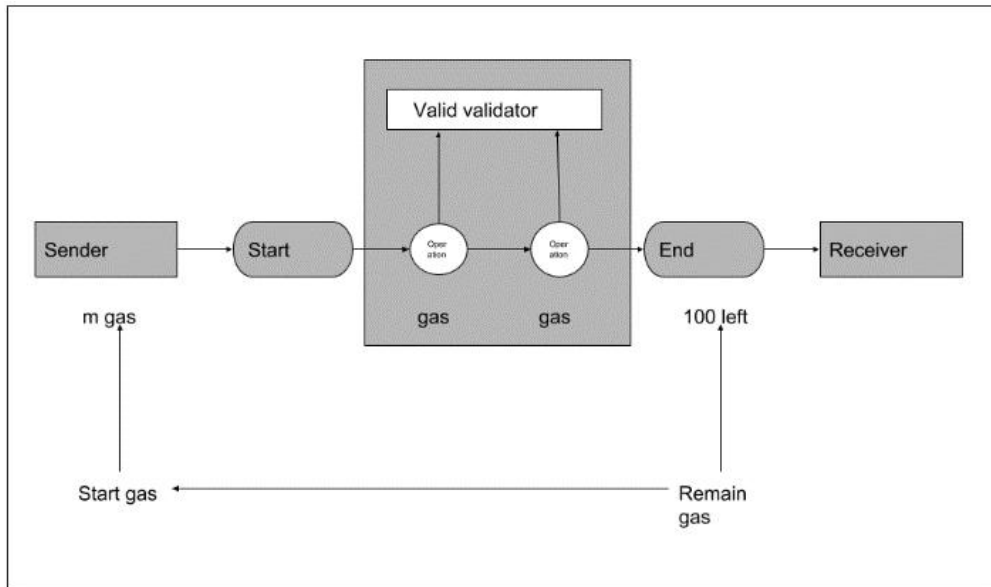 Valid validator
Sender
Start
Oper
ation
Oper
ation
End
Receiver
m gas
gas
gas
100 left
Start gas
Remain
gas